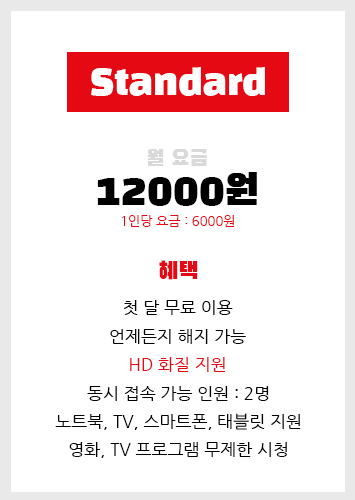 Standard
월 요금
12000원
1인당 요금 : 6000원
혜택
첫 달 무료 이용
언제든지 해지 가능
HD 화질 지원
동시 접속 가능 인원 : 2명
노트북, TV, 스마트폰, 태블릿 지원
영화, TV 프로그램 무제한 시청